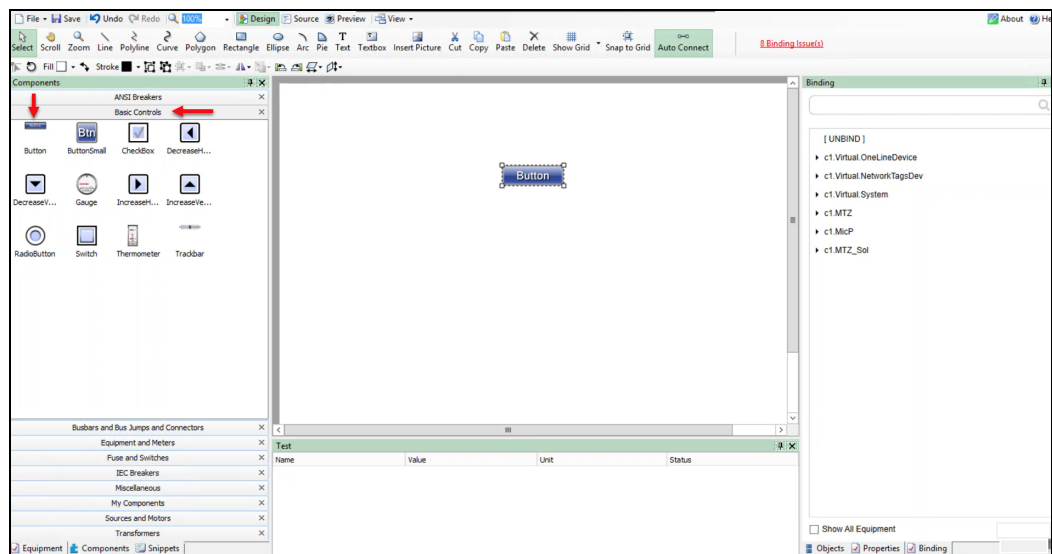 File Save Undo Redo 100% Design Source Preview View About He
Select Scroll Zoom Line Polyline Curve Polygon Rectangle Ellipse Arc Pie Text Textbox Insert Picture Cut Copy Paste Delete Show Grid Snap to Grid Auto Connect 8 Binding Issue(s)
Fill Stroke
Components
ANSI Breakers
Basic Controls
Btn
Button ButtonSmall CheckBox DecreaseH...
DecreaseV... Gauge IncreaseH... IncreaseVe...
RadioButton Switch Thermometer Trackbar
Busbars and Bus Jumps and Connectors
Equipment and Meters
Fuse and Switches
IEC Breakers
Miscellaneous
My Components
Sources and Motors
Transformers
Equipment Components Snippets
Button
Test
Name Value Unit Status
Binding
[ UNBIND ]
c1.Virtual.OneLineDevice
c1.Virtual.NetworkTagsDev
c1.Virtual.System
c1.MTZ
c1.MicP
c1.MTZ_Sol
Show All Equipment
Objects Properties Binding